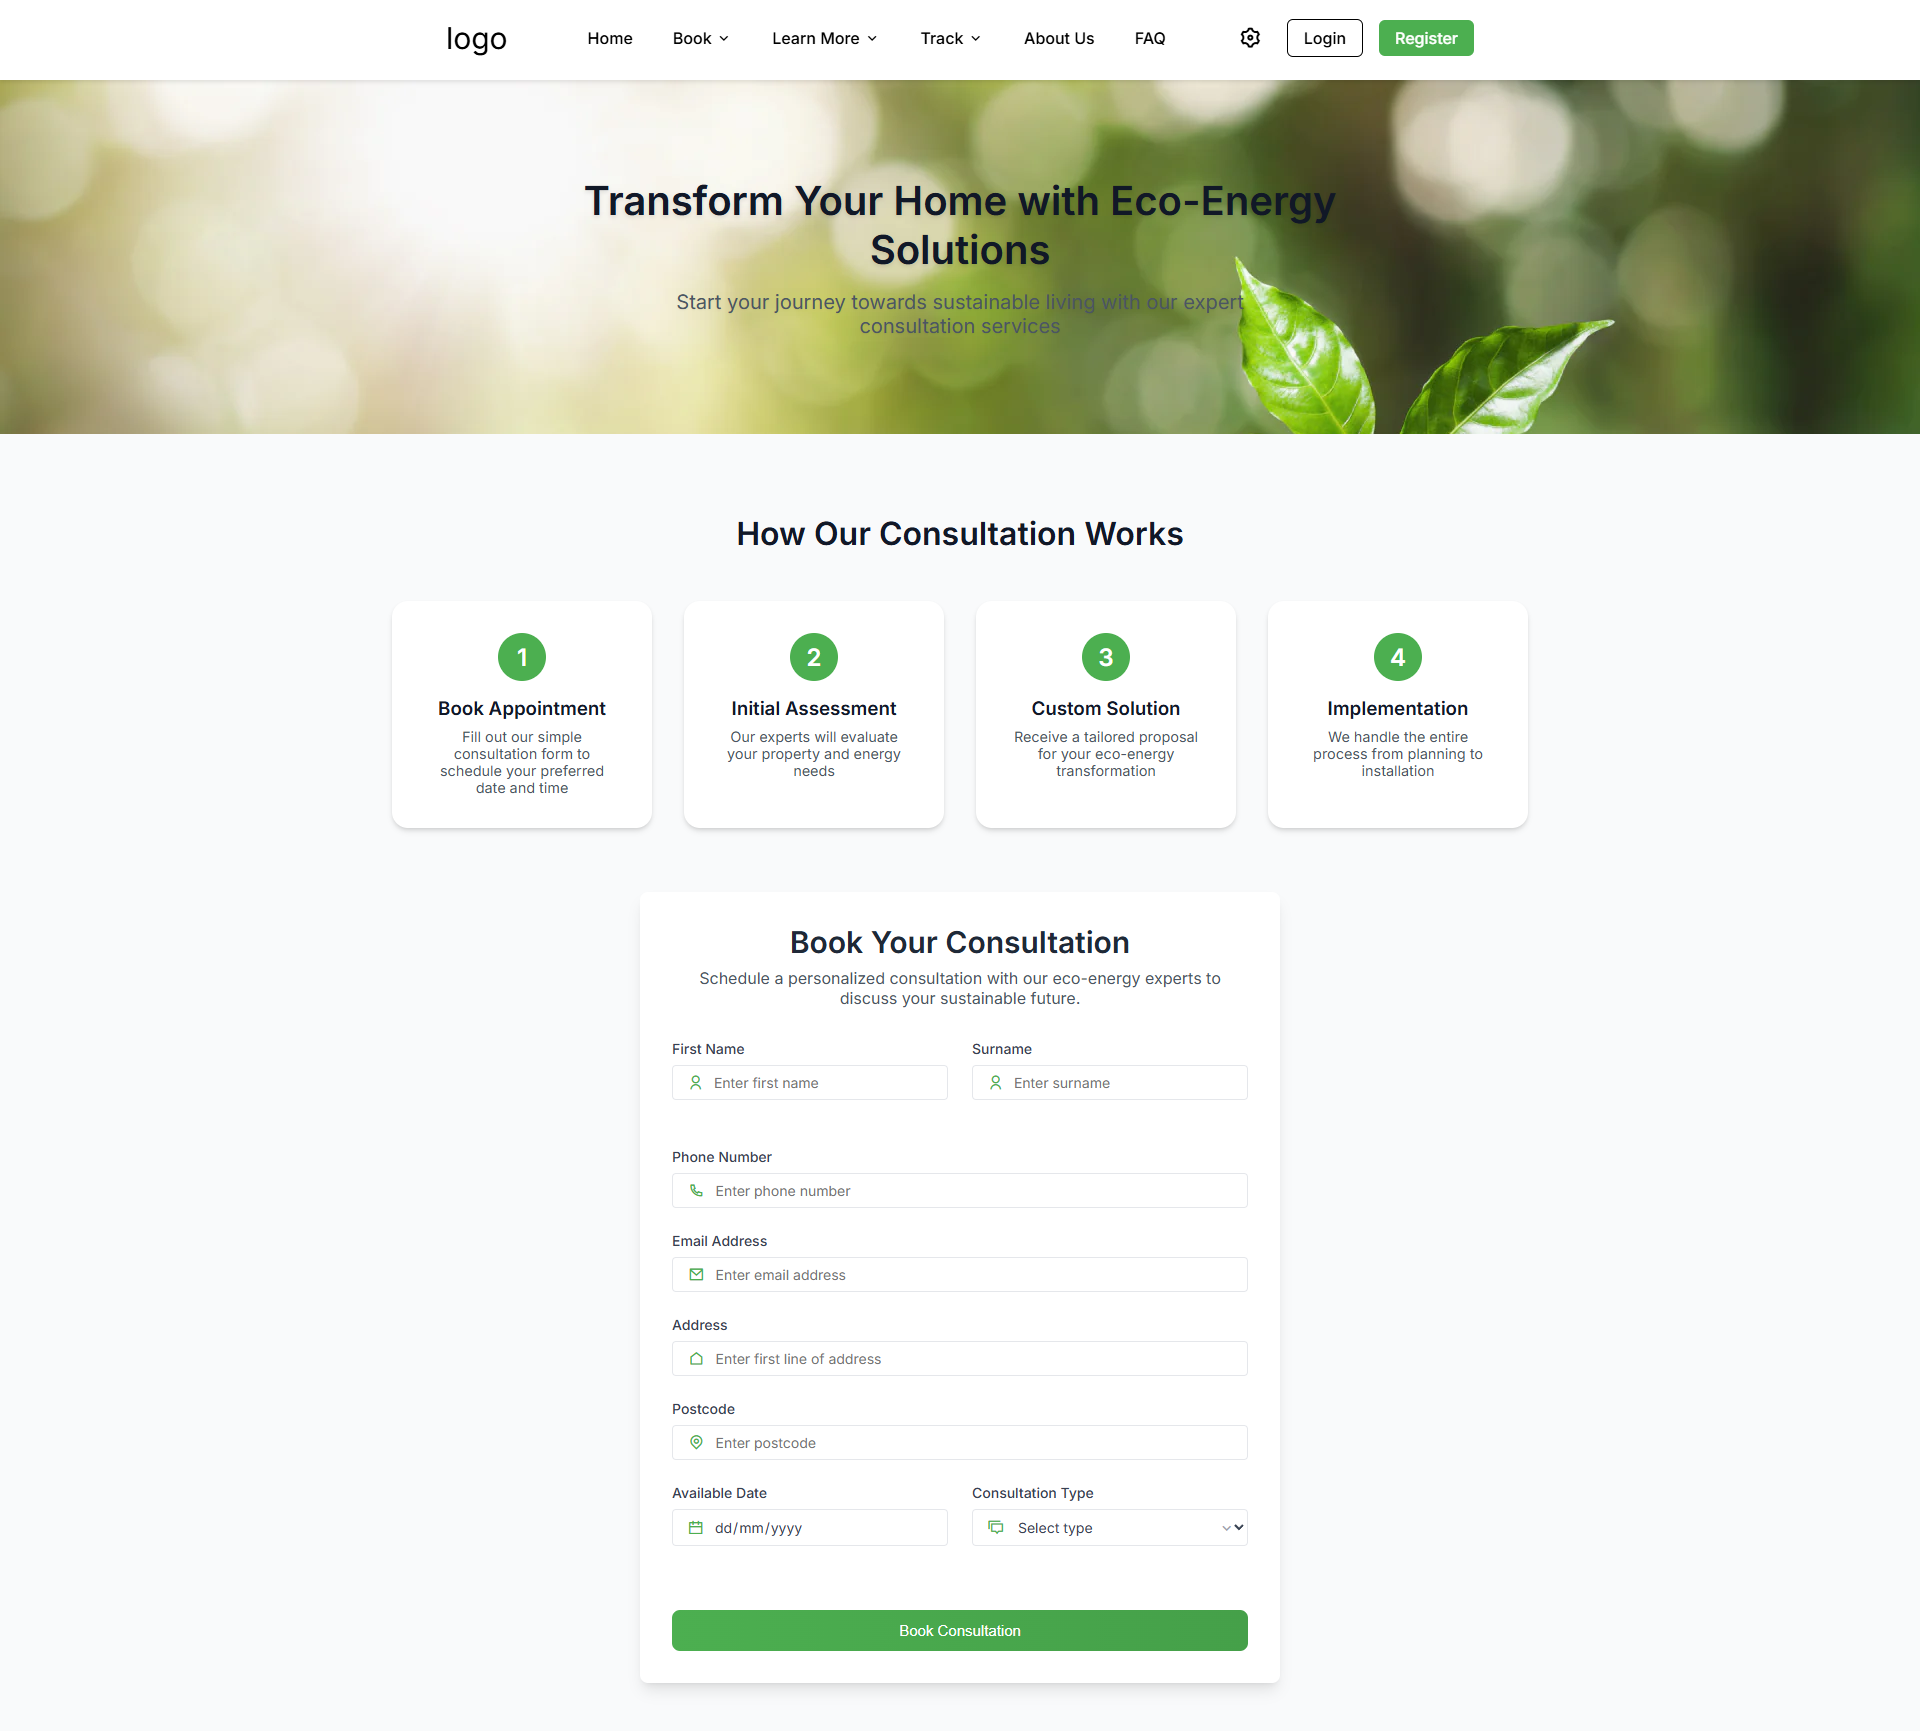 logo
Home
Book
Learn More
Track
About Us
FAQ
Login
Register
Transform Your Home with Eco-Energy
Solutions
Start your journey towards sustainable living with our expert
consultation services
How Our Consultation Works
1
Book Appointment
Fill out our simple
consultation form to
schedule your preferred
date and time
2
Initial Assessment
Our experts will evaluate
your property and energy
needs
3
Custom Solution
Receive a tailored proposal
for your eco-energy
transformation
4
Implementation
We handle the entire
process from planning to
installation
Book Your Consultation
Schedule a personalized consultation with our eco-energy experts to
discuss your sustainable future.
First Name
Enter first name
Surname
Enter surname
Phone Number
Enter phone number
Email Address
Enter email address
Address
Enter first line of address
Postcode
Enter postcode
Available Date
dd/mm/yyyy
Consultation Type
Select type
Book Consultation